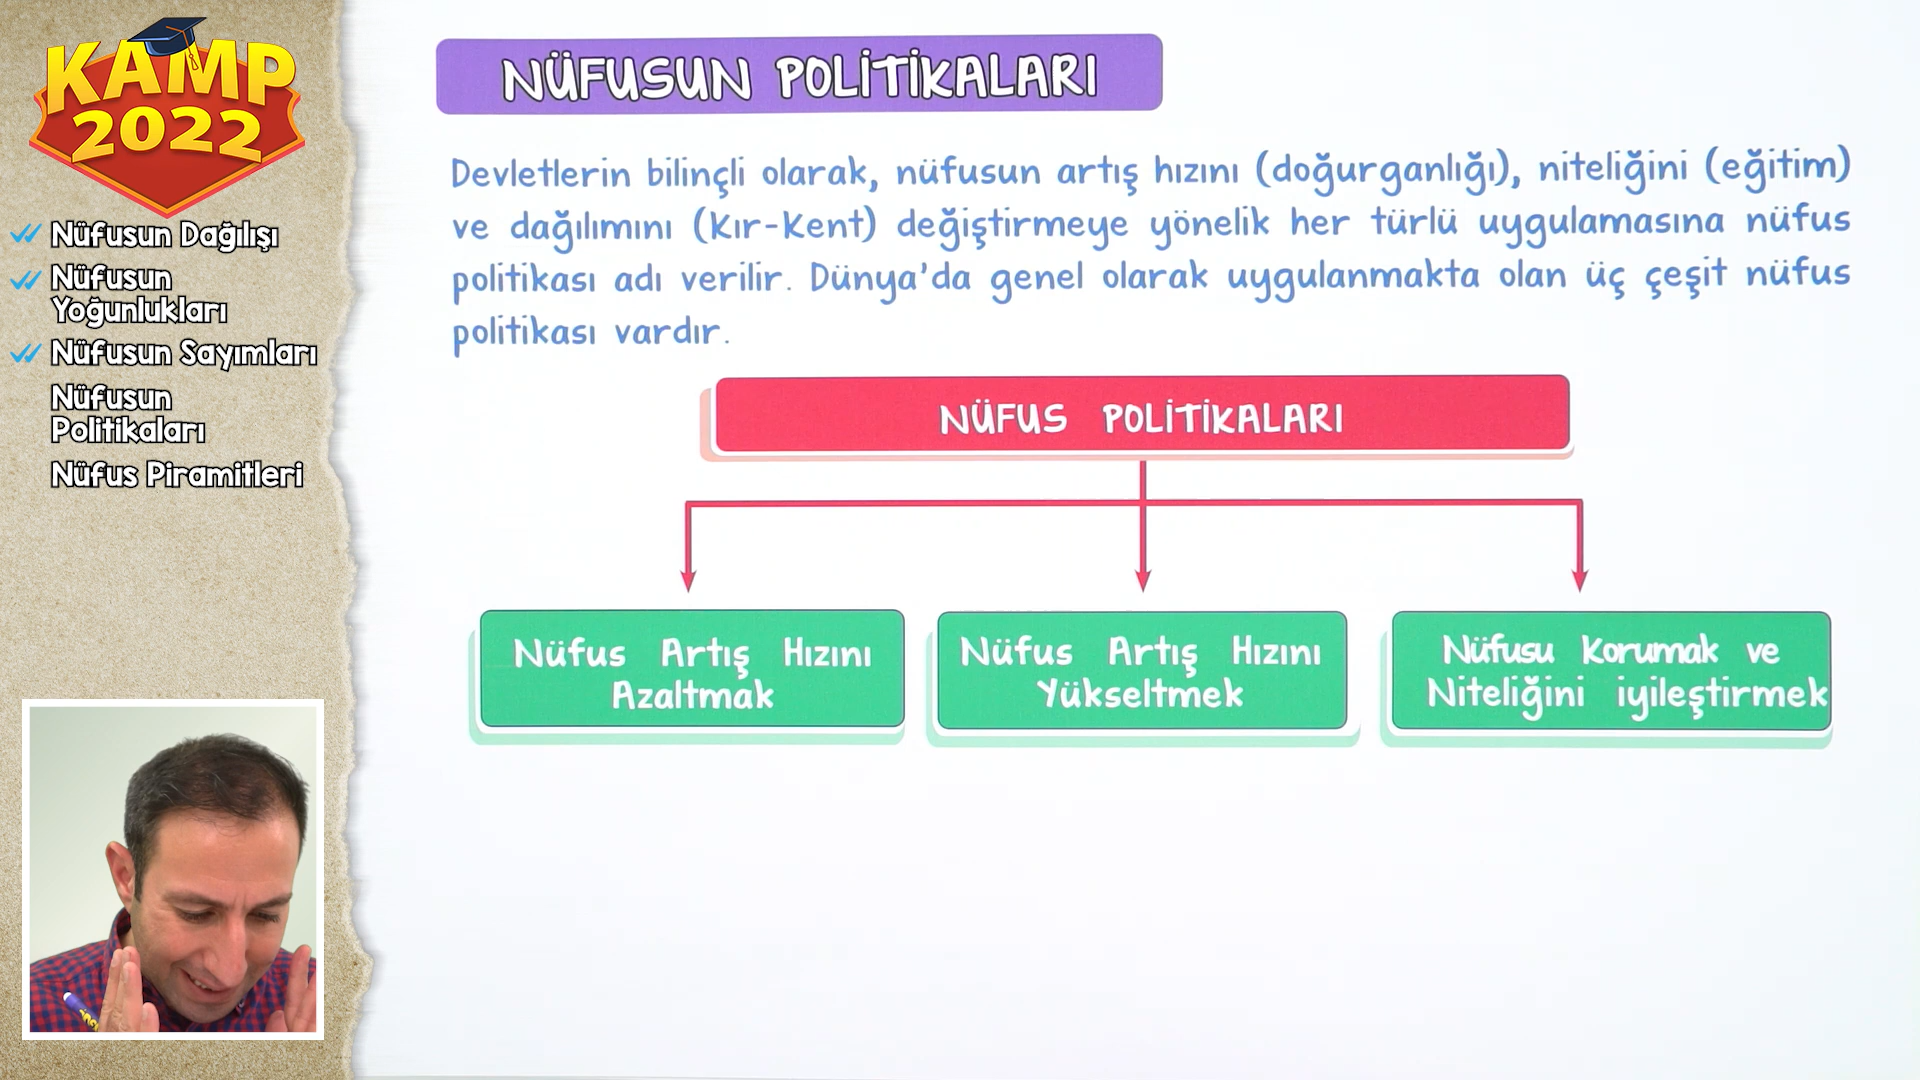 KAMP
2022
Nüfusun Dağılışı
Nüfusun
Yoğunlukları
Nüfusun Sayımları
Nüfusun
Politikaları
Nüfus Piramitleri
NÜFUSUN POLİTİKALARI
Devletlerin bilinçli olarak, nüfusun artış hızını (doğurganlığı), niteliğini (eğitim)
ve dağılımını (Kır-Kent) değiştirmeye yönelik her türlü uygulamasına nüfus
politikası adı verilir. Dünya'da genel olarak uygulanmakta olan üç çeşit nüfus
politikası vardır.
NÜFUS POLİTİKALARI
Nüfus Artış Hızını
Azaltmak
Nüfus Artış Hızını
Yükseltmek
Nüfusu Korumak ve
Niteliğini iyileştirmek